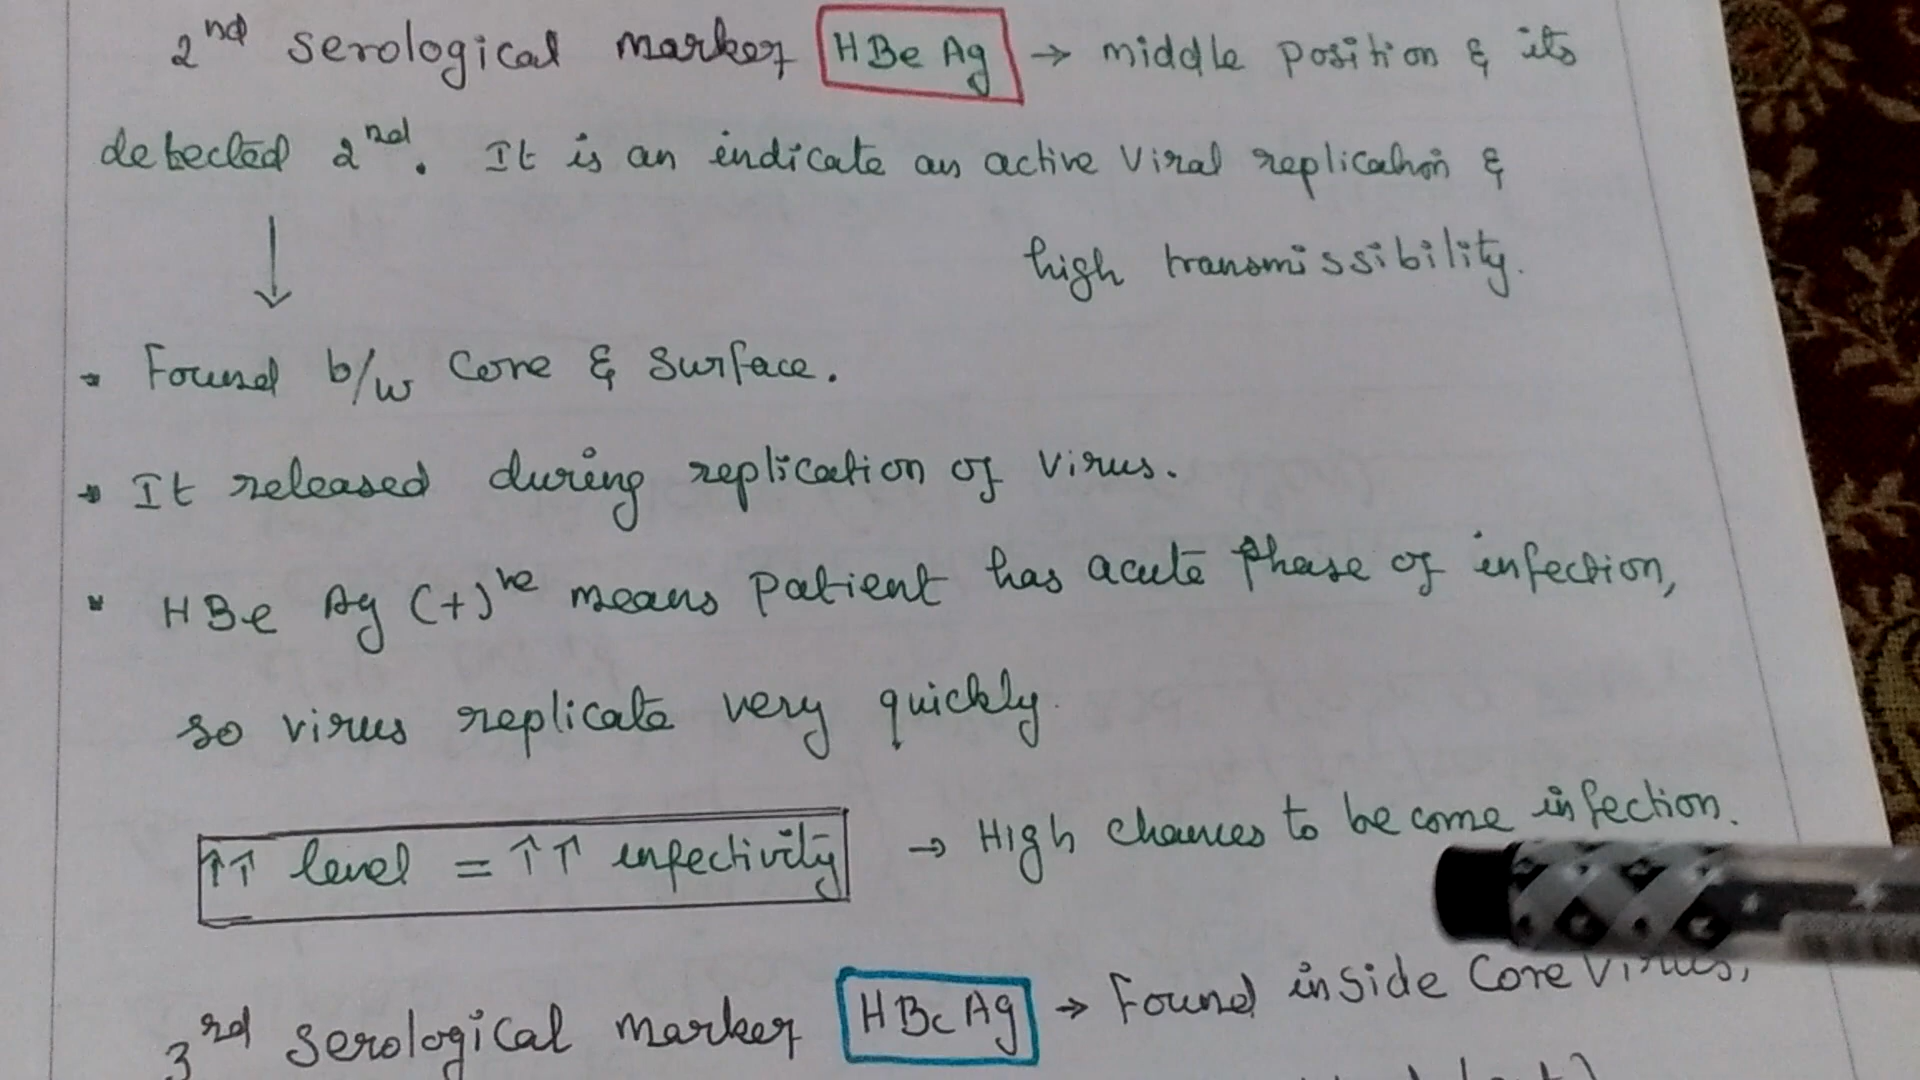 2nd serological marker HBe Ag → middle position & its
detected 2nd. It is an indicate an active viral replication &
high transmissibility.
↓
Found b/w Core & Surface.
It released during replication of virus.
HBe Ag (+)ve means patient has acute phase of infection,
so virus replicate very quickly.
↑↑ level = ↑↑ infectivity → High chances to become infection.
3rd serological marker HBcAg → Found inside Core virus,